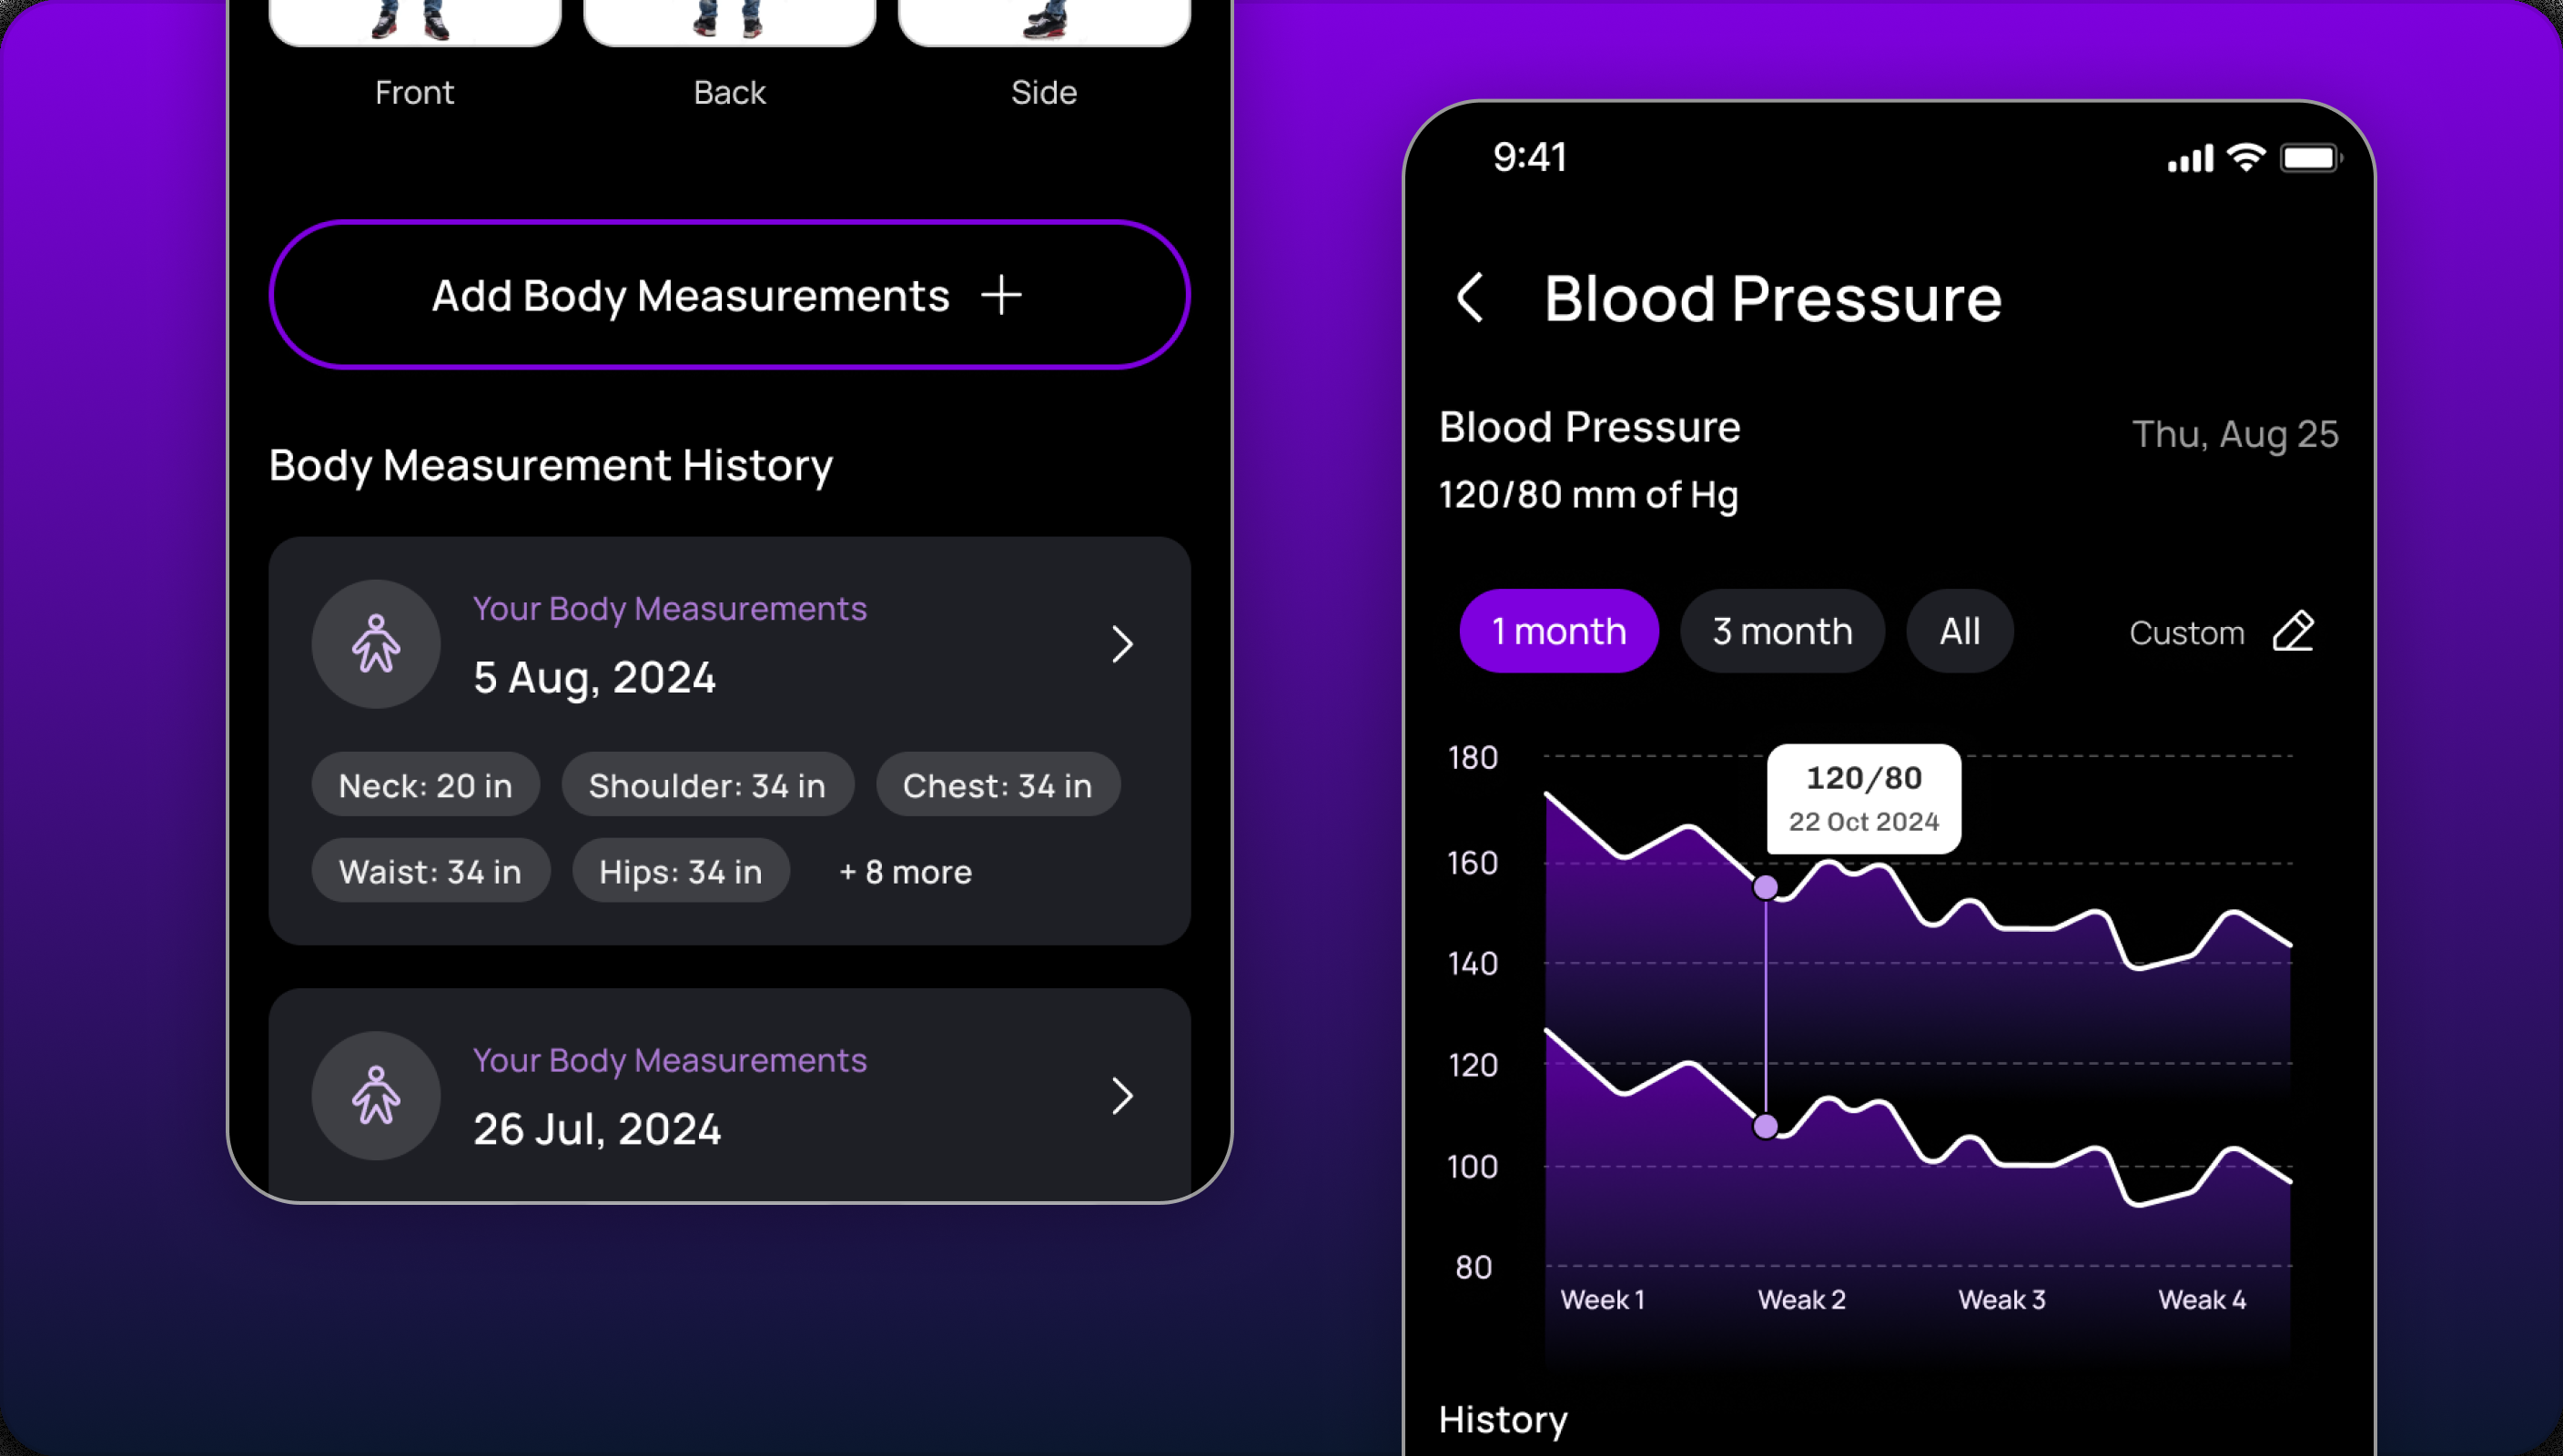 Front
Back
Side
Add Body Measurements
Body Measurement History
Your Body Measurements
5 Aug, 2024
Neck: 20 in
Shoulder: 34 in
Chest: 34 in
Waist: 34 in
Hips: 34 in
+ 8 more
Your Body Measurements
26 Jul, 2024
9:41
Blood Pressure
Blood Pressure
Thu, Aug 25
120/80 mm of Hg
1 month
3 month
All
Custom
180
120/80
22 Oct 2024
160
140
120
100
80
Week 1
Weak 2
Weak 3
Weak 4
History